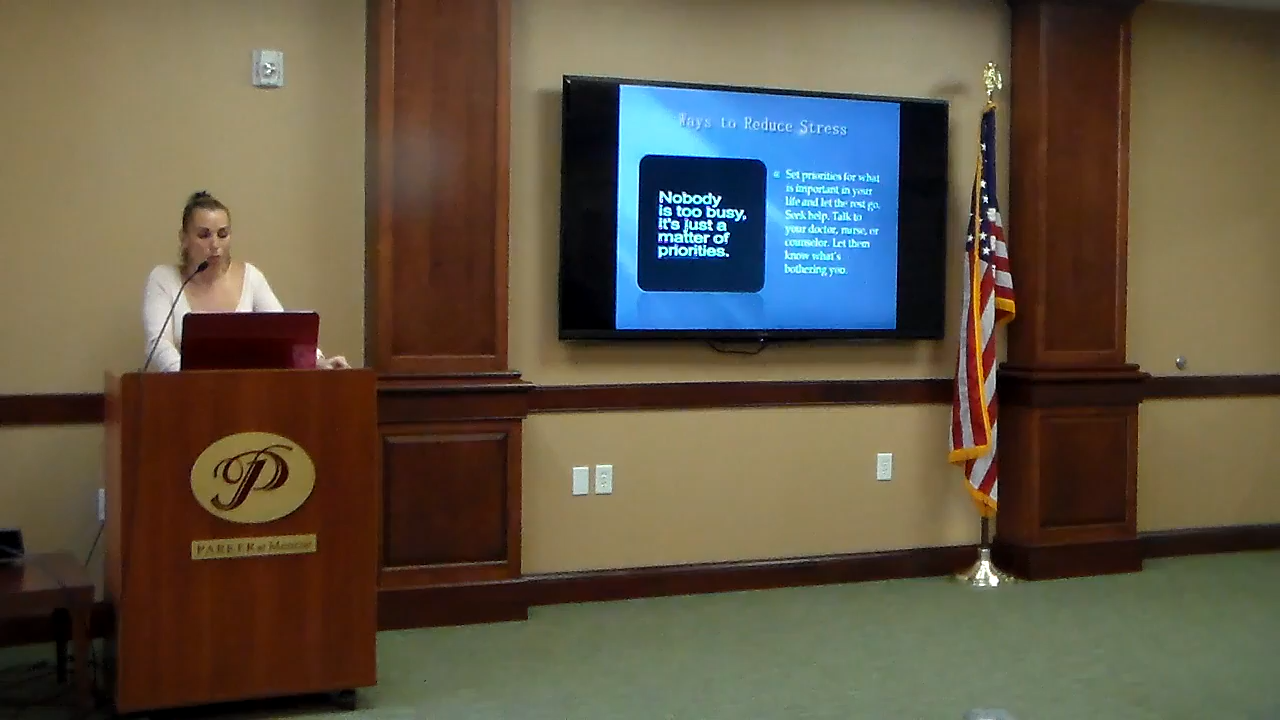 Ways to Reduce Stress
Nobody
is too busy,
it's just a
matter of
priorities.
Set priorities for what
is important in your
life and let the rest go.
Seek help. Talk to
your doctor, nurse, or
counselor. Let them
know what's
bothering you.
P
PARKER at Monroe